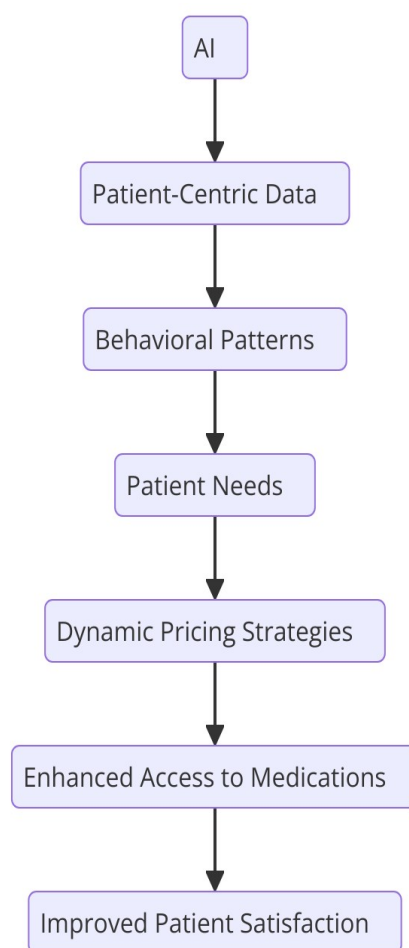 AI
Patient-Centric Data
Behavioral Patterns
Patient Needs
Dynamic Pricing Strategies
Enhanced Access to Medications
Improved Patient Satisfaction